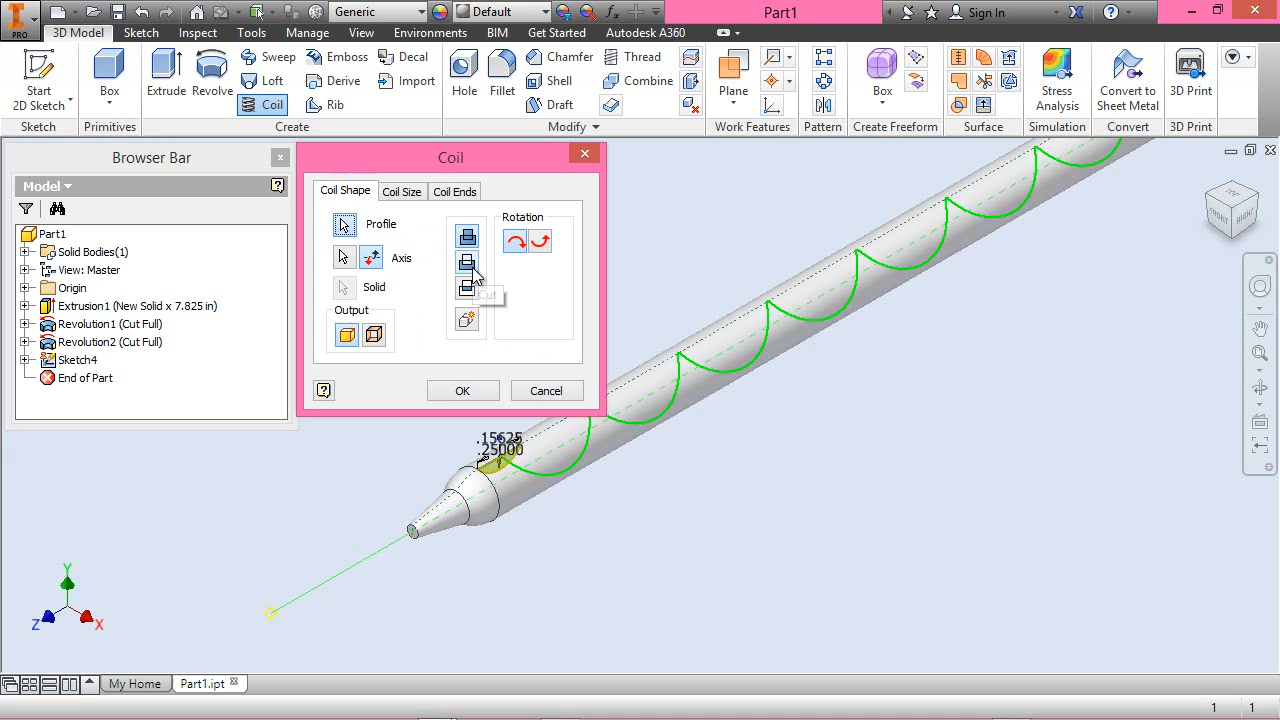 PRO
Generic
Default
Part1
Sign In
3D Model
Sketch
Inspect
Tools
Manage
View
Environments
BIM
Get Started
Autodesk A360
Start
2D Sketch
Box
Extrude
Revolve
Sweep
Loft
Coil
Emboss
Rib
Decal
Import
Hole
Fillet
Chamfer
Shell
Draft
Thread
Combine
Plane
Box
Stress
Analysis
Convert to
Sheet Metal
3D Print
Sketch
Primitives
Create
Modify
Work Features
Pattern
Create Freeform
Surface
Simulation
Convert
3D Print
Browser Bar
Model
Part1
Solid Bodies(1)
View: Master
Origin
Extrusion1 (New Solid x 7.825 in)
Revolution1 (Cut Full)
Revolution2 (Cut Full)
Sketch4
End of Part
Coil
Coil Shape
Coil Size
Coil Ends
Profile
Axis
Solid
Output
Rotation
Cut
OK
Cancel
.15625
.25000
FRONT
RIGHT
Y
Z
X
My Home
Part1.ipt
1
1